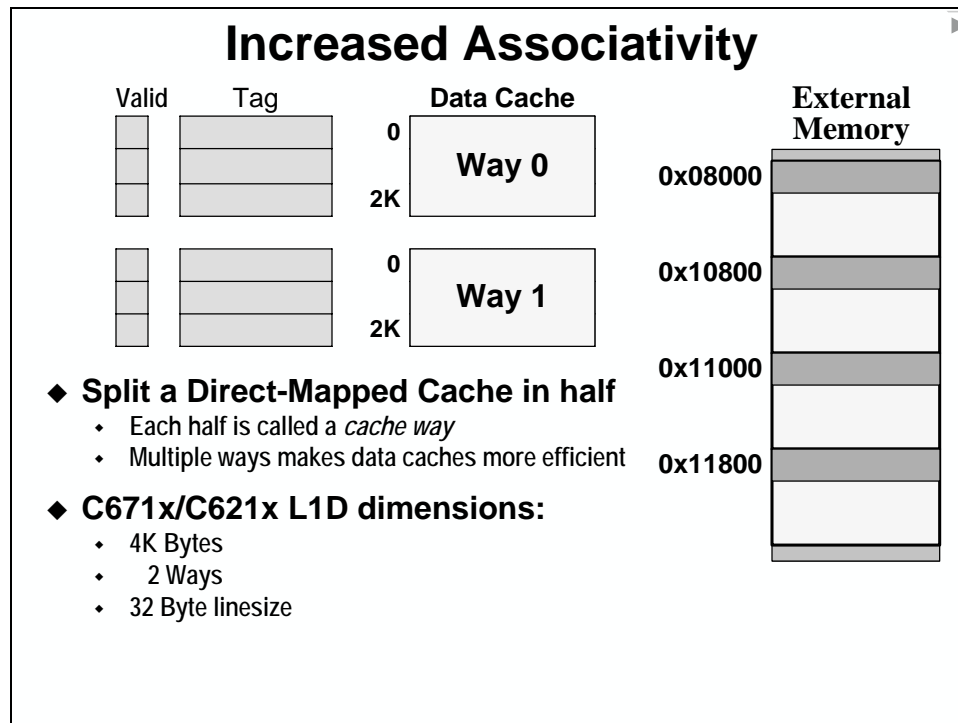 Increased Associativity
Valid Tag Data Cache
0
Way 0
2K
0
Way 1
2K
External
Memory
0x08000
0x10800
0x11000
0x11800
◆ Split a Direct-Mapped Cache in half
◆ Each half is called a cache way
◆ Multiple ways makes data caches more efficient
◆ C671x/C621x L1D dimensions:
◆ 4K Bytes
◆ 2 Ways
◆ 32 Byte linesize